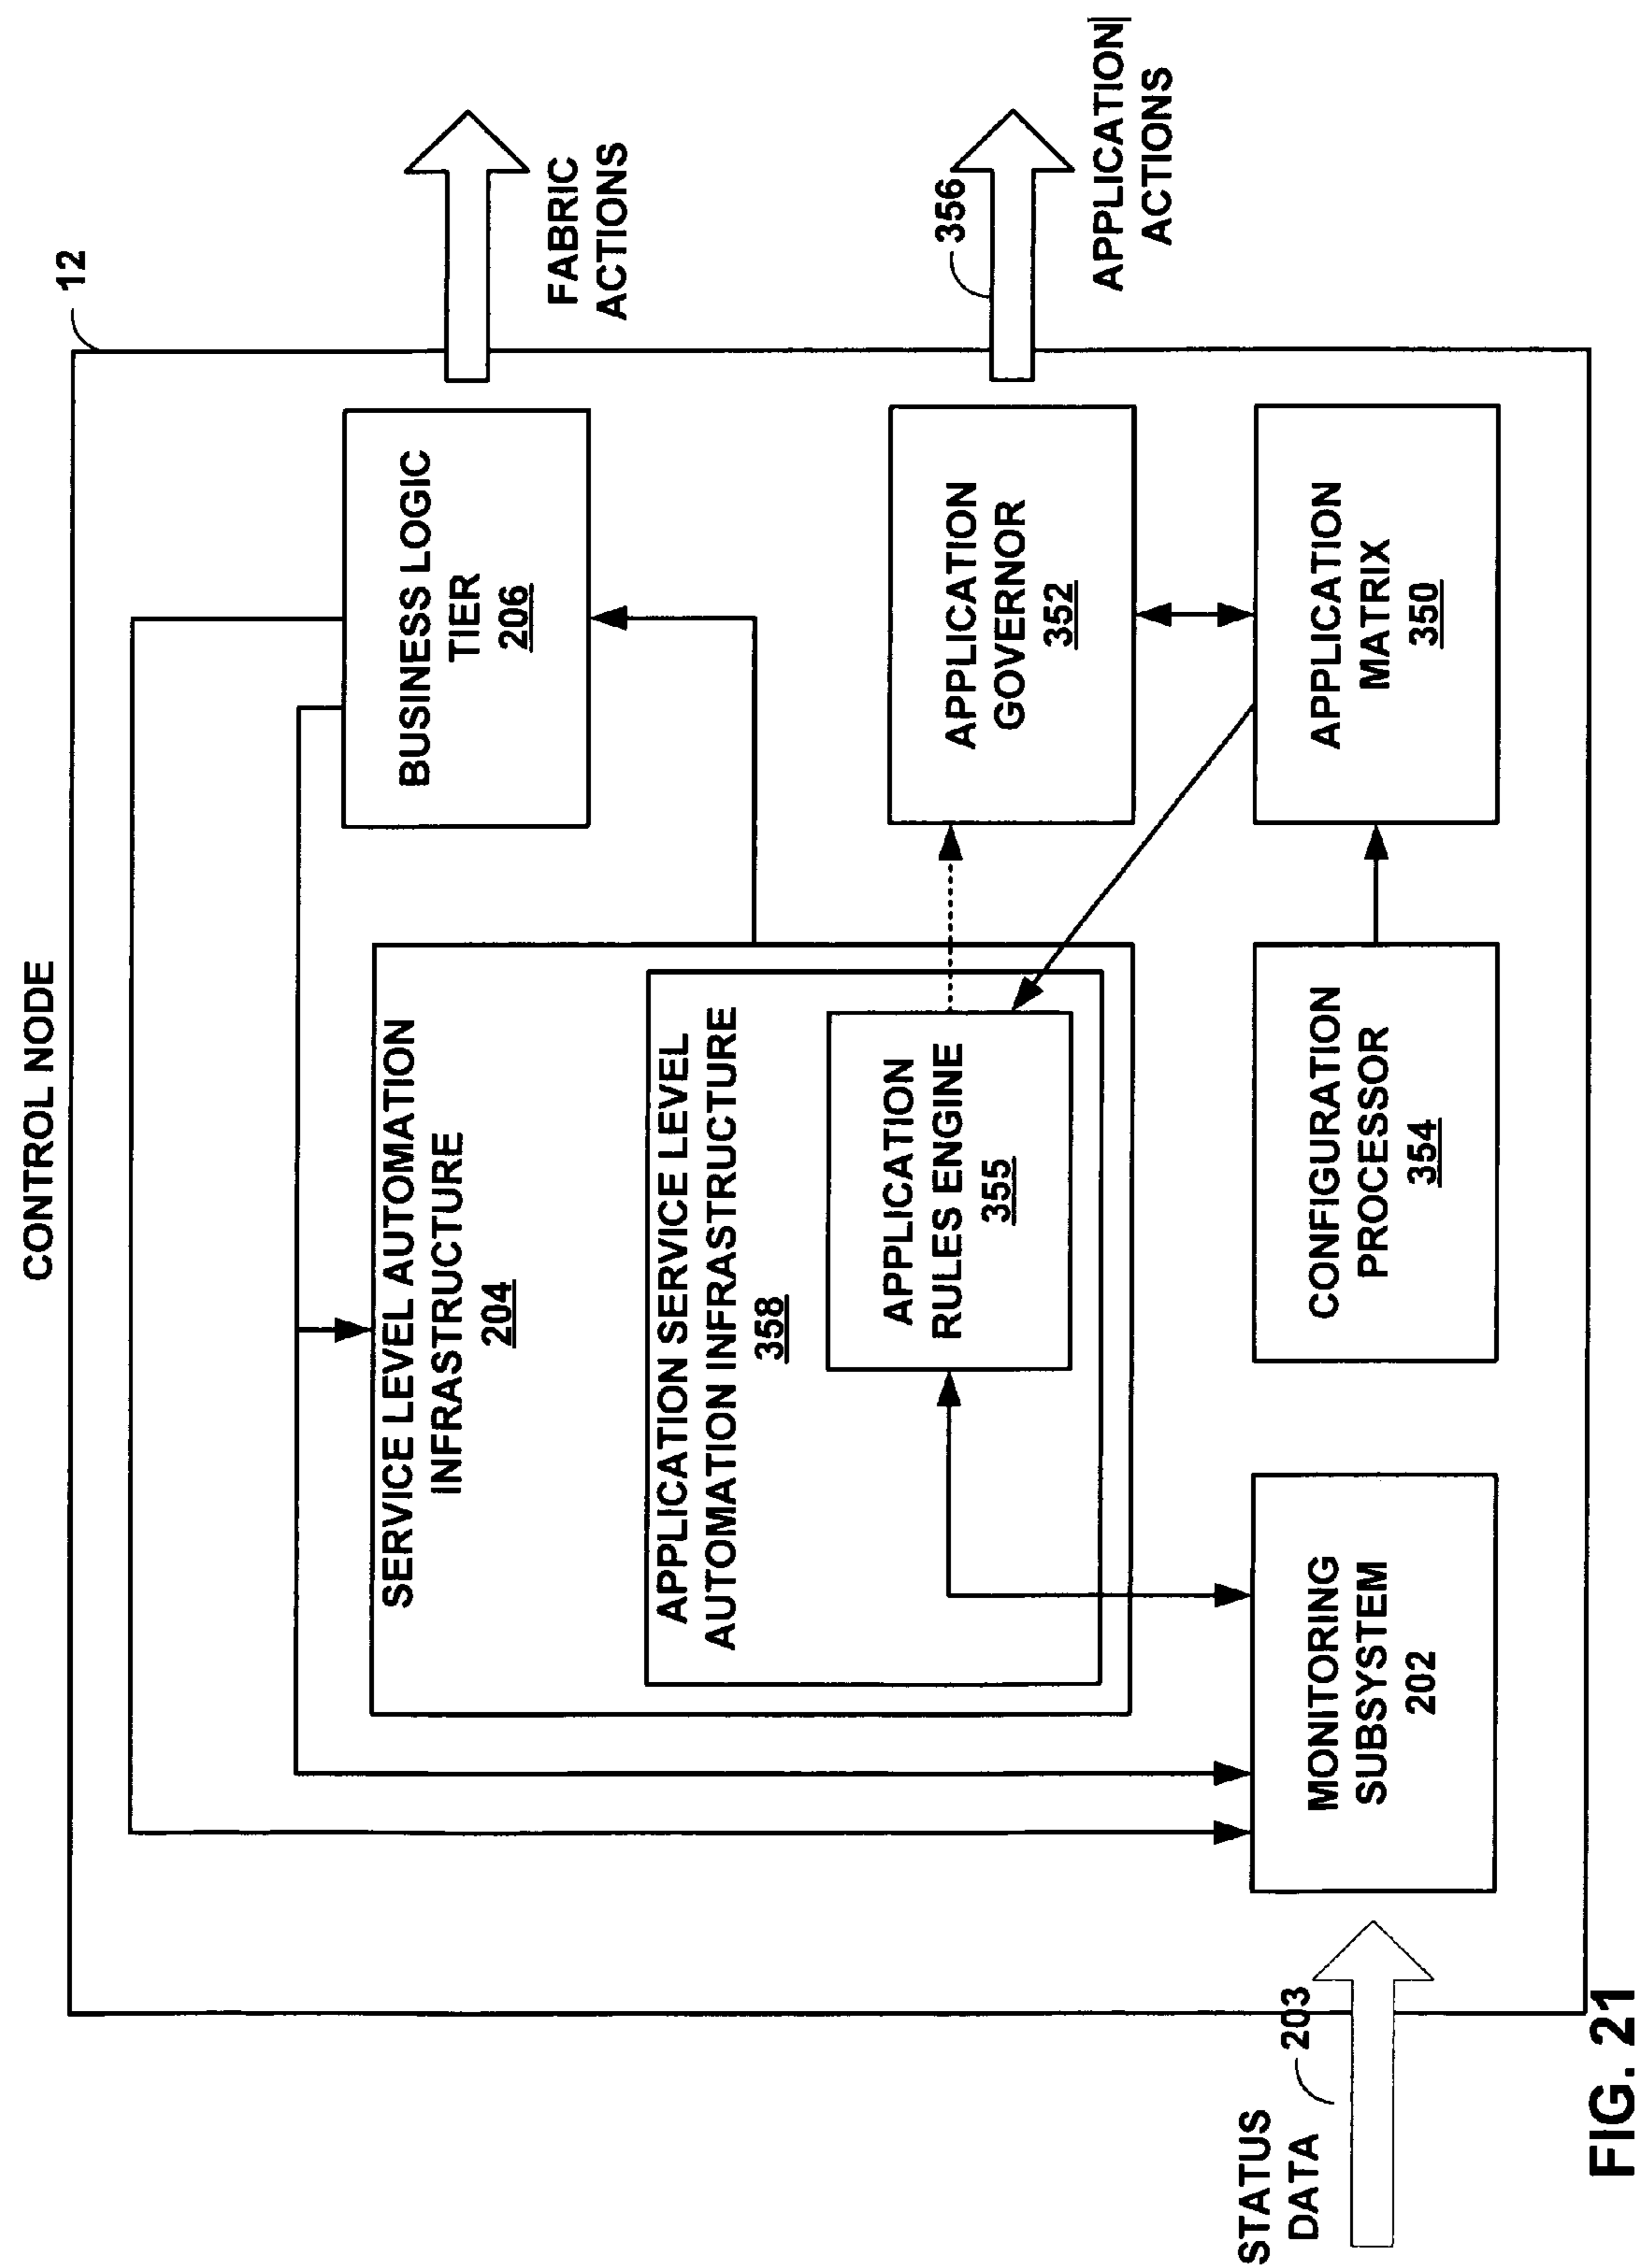 CONTROL NODE
12
SERVICE LEVEL AUTOMATION
INFRASTRUCTURE
204
BUSINESS LOGIC
TIER
206
FABRIC
ACTIONS
APPLICATION SERVICE LEVEL
AUTOMATION INFRASTRUCTURE
358
APPLICATION
RULES ENGINE
355
APPLICATION
GOVERNOR
352
356
APPLICATION
ACTIONS
STATUS
DATA
203
MONITORING
SUBSYSTEM
202
CONFIGURATION
PROCESSOR
354
APPLICATION
MATRIX
350
FIG. 21